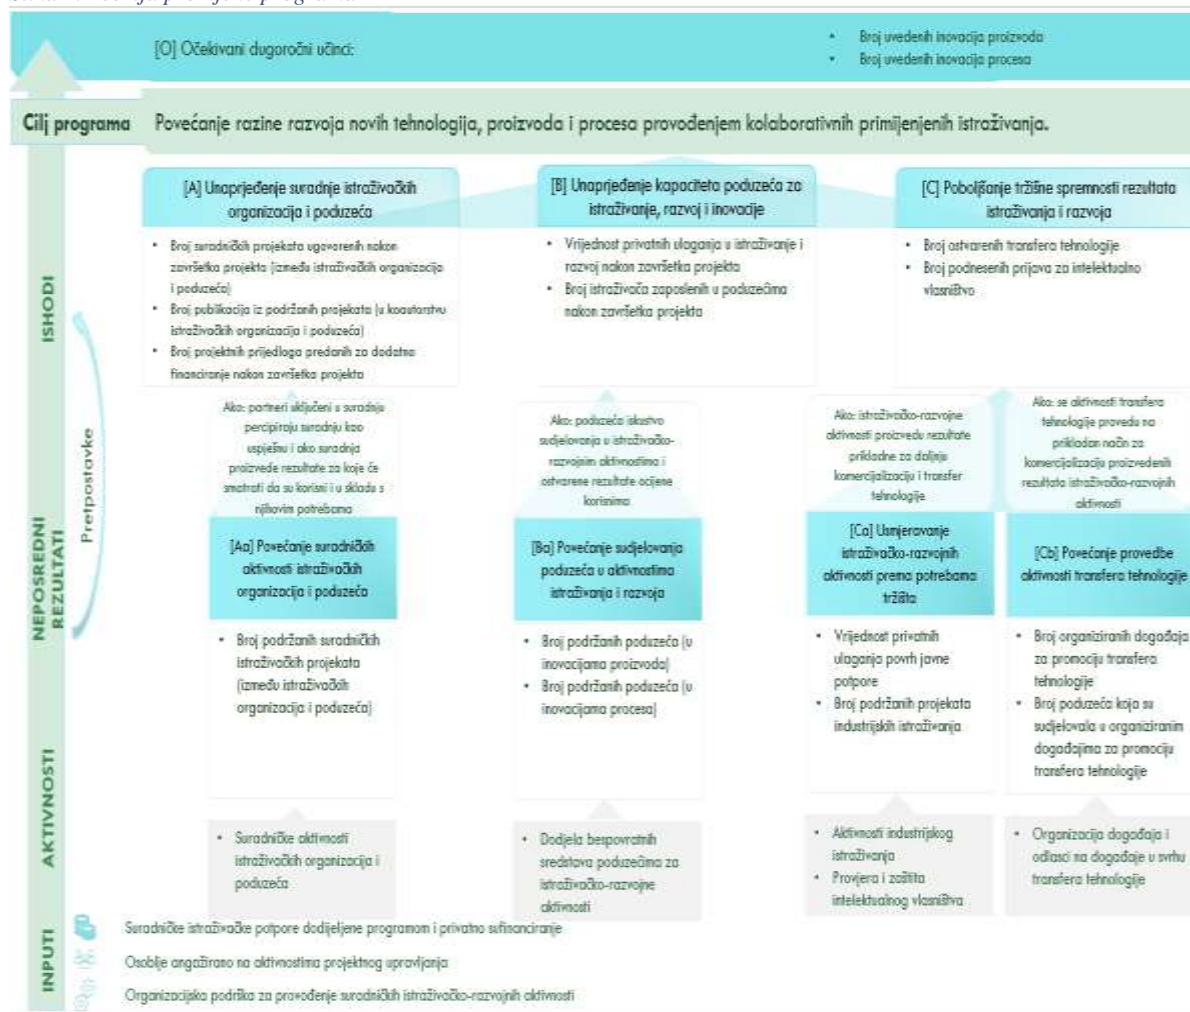 [O] Očekivani dugoročni učinci:
• Broj uvedenih inovacija proizvoda
• Broj uvedenih inovacija procesa
Cilj programa
Povećanje razine razvoja novih tehnologija, proizvoda i procesa provođenjem kolaborativnih primijenjenih istraživanja.
ISHODI
[A] Unaprjeđenje suradnje istraživačkih
organizacija i poduzeća
• Broj suradničkih projekata ugovorenih nakon
završetka projekta (između istraživačkih organizacija
i poduzeća)
• Broj publikacija iz podržanih projekata (u koautorstvu
istraživačkih organizacija i poduzeća)
• Broj projektnih prijedloga predanih za dodatno
financiranje nakon završetka projekta
[B] Unaprjeđenje kapaciteta poduzeća za
istraživanje, razvoj i inovacije
• Vrijednost privatnih ulaganja u istraživanje i
razvoj nakon završetka projekta
• Broj istraživača zaposlenih u poduzećima
nakon završetka projekta
[C] Poboljšanje tržišne spremnosti rezultata
istraživanja i razvoja
• Broj ostvarenih transfera tehnologije
• Broj podnesenih prijava za intelektualno
vlasništvo
Pretpostavke
Ako: partneri uključeni u suradnju
percipiraju suradnju kao
uspješnu i ako suradnja
proizvede rezultate za koje će
smatrati da su korisni i u skladu s
njihovim potrebama
Ako: poduzeća iskustvo
sudjelovanja u istraživačko-
razvojnim aktivnostima i
ostvarene rezultate ocijene
korisnima
Ako: istraživačko-razvojne
aktivnosti proizvedu rezultate
prikladne za daljnju
komercijalizaciju i transfer
tehnologije
Ako: se aktivnosti transfera
tehnologije provedu na
prikladan način za
komercijalizaciju proizvedenih
rezultata istraživačko-razvojnih
aktivnosti
NEPOSREDNI
REZULTATI
[Aa] Povećanje suradničkih
aktivnosti istraživačkih
organizacija i poduzeća
• Broj podržanih suradničkih
istraživačkih projekata
(između istraživačkih
organizacija i poduzeća)
[Ba] Povećanje sudjelovanja
poduzeća u aktivnostima
istraživanja i razvoja
• Broj podržanih poduzeća (u
inovacijama proizvoda)
• Broj podržanih poduzeća (u
inovacijama procesa)
[Ca] Usmjeravanje
istraživačko-razvojnih
aktivnosti prema potrebama
tržišta
• Vrijednost privatnih
ulaganja povrh javne
potpore
• Broj podržanih projekata
industrijskih istraživanja
[Cb] Povećanje provedbe
aktivnosti transfera tehnologije
• Broj organiziranih događaja
za promociju transfera
tehnologije
• Broj poduzeća koja su
sudjelovala u organiziranim
događajima za promociju
transfera tehnologije
AKTIVNOSTI
• Suradničke aktivnosti
istraživačkih organizacija i
poduzeća
• Dodjela bespovratnih
sredstava poduzećima za
istraživačko-razvojne
aktivnosti
• Aktivnosti industrijskog
istraživanja
• Provjera i zaštita
intelektualnog vlasništva
• Organizacija događaja i
odlasci na događaje u svrhu
transfera tehnologije
INPUTI
Suradničke istraživačke potpore dodijeljene programom i privatno sufinanciranje
Osoblje angažirano na aktivnostima projektnog upravljanja
Organizacijska podrška za provođenje suradničkih istraživačko-razvojnih aktivnosti